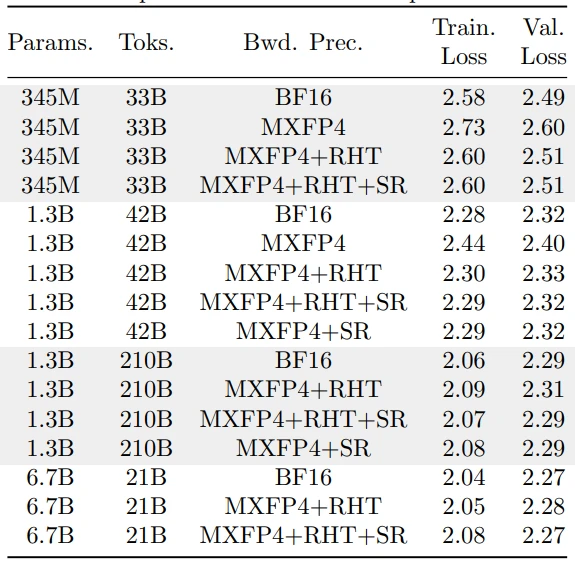 Train. Val.
Params. Toks. Bwd. Prec. Loss Loss
345M 33B BF16 2.58 2.49
345M 33B MXFP4 2.73 2.60
345M 33B MXFP4+RHT 2.60 2.51
345M 33B MXFP4+RHT+SR 2.60 2.51
1.3B 42B BF16 2.28 2.32
1.3B 42B MXFP4 2.44 2.40
1.3B 42B MXFP4+RHT 2.30 2.33
1.3B 42B MXFP4+RHT+SR 2.29 2.32
1.3B 42B MXFP4+SR 2.29 2.32
1.3B 210B BF16 2.06 2.29
1.3B 210B MXFP4+RHT 2.09 2.31
1.3B 210B MXFP4+RHT+SR 2.07 2.29
1.3B 210B MXFP4+SR 2.08 2.29
6.7B 21B BF16 2.04 2.27
6.7B 21B MXFP4+RHT 2.05 2.28
6.7B 21B MXFP4+RHT+SR 2.08 2.27